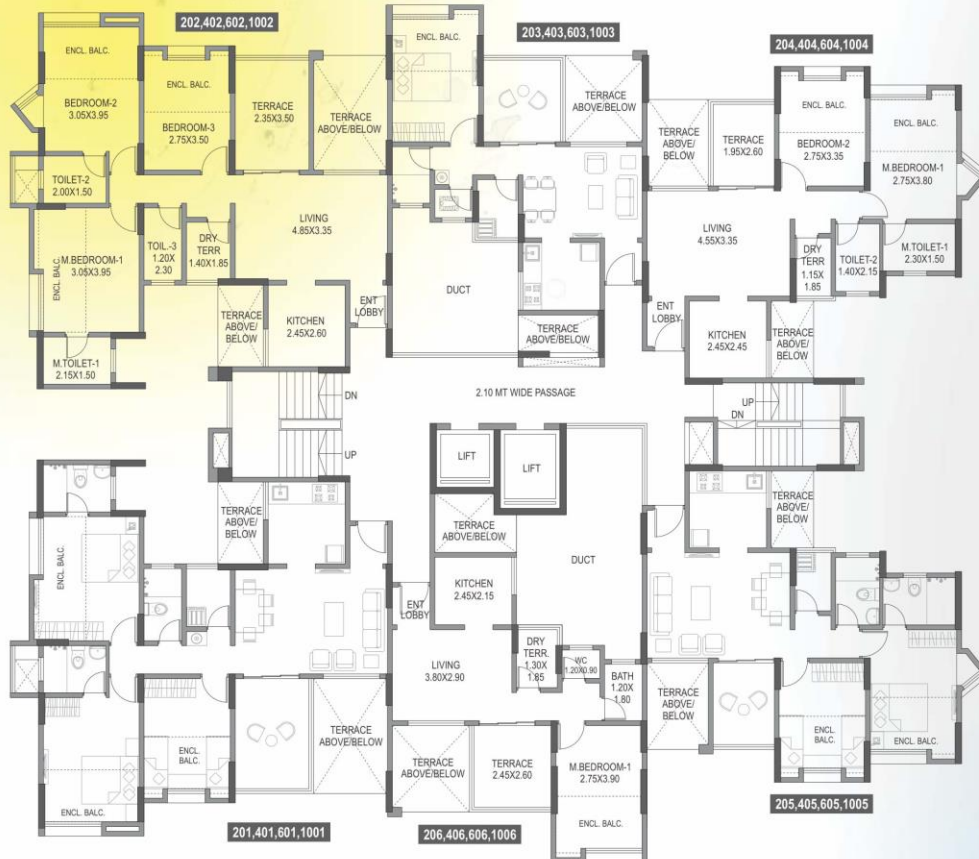 202,402,602,1002
ENCL. BALC.
BEDROOM-2
3.05X3.95
ENCL. BALC.
BEDROOM-3
2.75X3.50
TERRACE
2.35X3.50
TERRACE
ABOVE/BELOW
TOILET-2
2.00X1.50
M.BEDROOM-1
3.05X3.95
ENCL. BALC.
TOIL.-3
1.20X
2.30
DRY
TERR
1.40X1.85
LIVING
4.85X3.35
TERRACE
ABOVE/
BELOW
KITCHEN
2.45X2.60
ENT
LOBBY
M.TOILET-1
2.15X1.50
203,403,603,1003
ENCL. BALC.
TERRACE
ABOVE/BELOW
DUCT
TERRACE
ABOVE/BELOW
204,404,604,1004
TERRACE
ABOVE/
BELOW
TERRACE
1.95X2.60
ENCL. BALC.
BEDROOM-2
2.75X3.35
ENCL. BALC.
M.BEDROOM-1
2.75X3.80
LIVING
4.55X3.35
DRY
TERR
1.15X
1.85
TOILET-2
1.40X2.15
M.TOILET-1
2.30X1.50
ENT
LOBBY
KITCHEN
2.45X2.45
TERRACE
ABOVE/
BELOW
DN
UP
2.10 MT WIDE PASSAGE
UP
DN
LIFT
LIFT
TERRACE
ABOVE/
BELOW
ENCL. BALC.
ENCL. BALC.
ENCL.
BALC.
TERRACE
ABOVE/BELOW
201,401,601,1001
TERRACE
ABOVE/BELOW
KITCHEN
2.45X2.15
DUCT
ENT
LOBBY
LIVING
3.80X2.90
DRY
TERR.
1.30X
1.85
WC
1.20X0.90
BATH
1.20X
1.80
TERRACE
ABOVE/BELOW
TERRACE
2.45X2.60
M.BEDROOM-1
2.75X3.90
ENCL. BALC.
206,406,606,1006
TERRACE
ABOVE/
BELOW
TERRACE
ABOVE/
BELOW
ENCL.
BALC.
ENCL. BALC.
205,405,605,1005